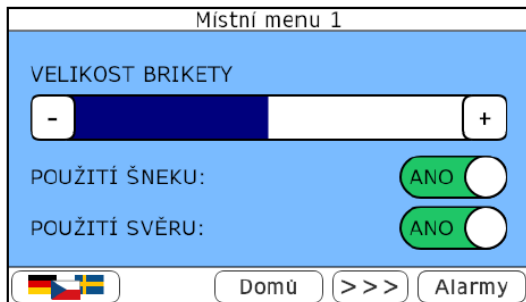 Místní menu 1
VELIKOST BRIKETY
- +
POUŽITÍ ŠNEKU: ANO
POUŽITÍ SVĚRU: ANO
Domů >>> Alarmy